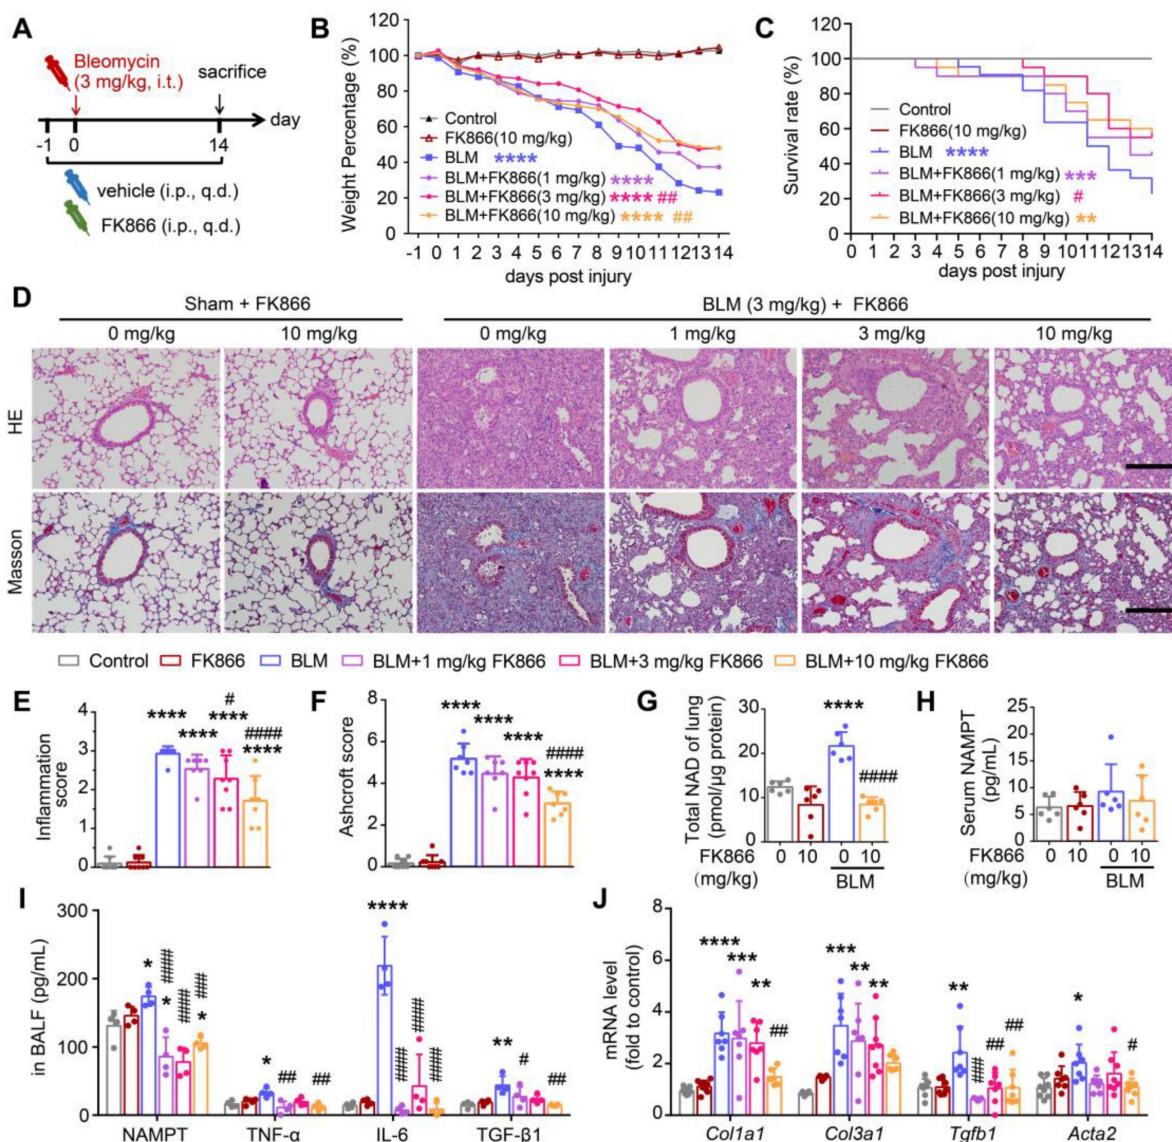 A
Bleomycin
(3 mg/kg, i.t.)
sacrifice
day
-1 0 14
vehicle (i.p., q.d.)
FK866 (i.p., q.d.)
B
Weight Percentage (%)
120
100
80
60
40
20
0
Control
FK866(10 mg/kg)
BLM ****
BLM+FK866(1 mg/kg) ****
BLM+FK866(3 mg/kg) **** ##
BLM+FK866(10 mg/kg) **** ##
-1 0 1 2 3 4 5 6 7 8 9 10 11 12 13 14
days post injury
C
Survival rate (%)
120
100
80
60
40
20
0
Control
FK866(10 mg/kg)
BLM ****
BLM+FK866(1 mg/kg) ***
BLM+FK866(3 mg/kg) #
BLM+FK866(10 mg/kg) **
0 1 2 3 4 5 6 7 8 9 10 11 12 13 14
days post injury
D
Sham + FK866
BLM (3 mg/kg) + FK866
0 mg/kg 10 mg/kg 0 mg/kg 1 mg/kg 3 mg/kg 10 mg/kg
HE
Masson
Control FK866 BLM BLM+1 mg/kg FK866 BLM+3 mg/kg FK866 BLM+10 mg/kg FK866
E
Inflammation
score
4
3
2
1
0
**** **** # **** #### ****
F
Ashcroft score
8
6
4
2
0
**** **** **** #### ****
G
Total NAD of lung
(pmol/μg protein)
30
20
10
0
**** ####
FK866
(mg/kg)
0 10 0 10
BLM
H
Serum NAMPT
(pg/mL)
25
20
15
10
5
0
FK866
(mg/kg)
0 10 0 10
BLM
I
in BALF (pg/mL)
300
200
100
0
* #### * #### ### *
* ## ##
**** #### #### ####
** # ##
NAMPT TNF-α IL-6 TGF-β1
J
mRNA level
(fold to control)
8
6
4
2
0
**** *** ** ##
*** ** **
** ### ## ##
* #
Col1a1 Col3a1 Tgfb1 Acta2